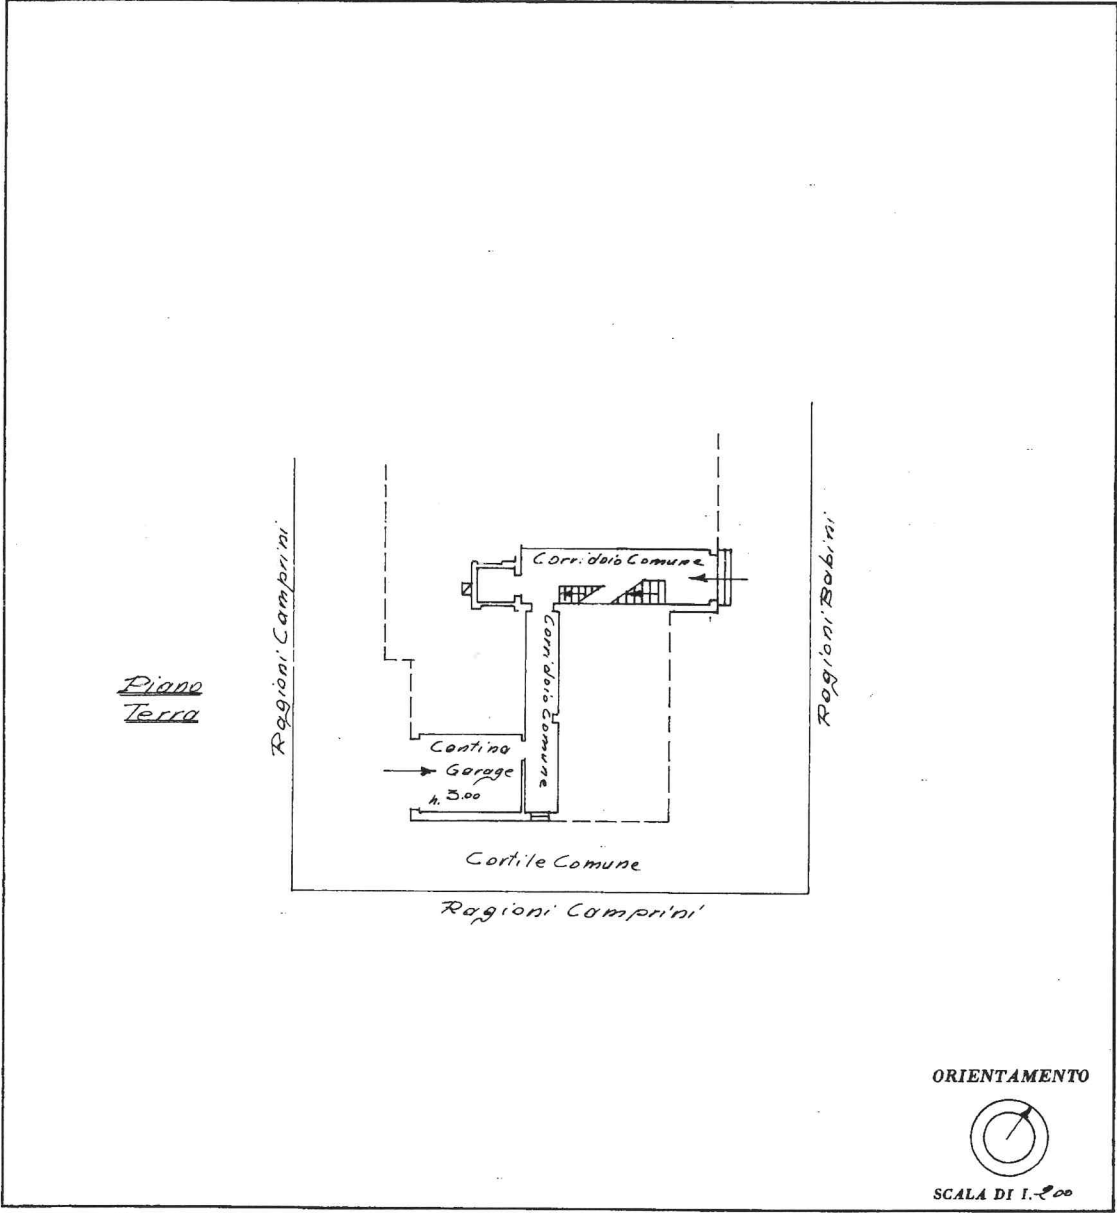 Corridoio Comune
Ragioni Camprini
Ragioni Babini
Corridoio Comune
Piano
Terra
Cantina
Garage
h. 3.00
Cortile Comune
Ragioni Camprini
ORIENTAMENTO
SCALA DI 1.200